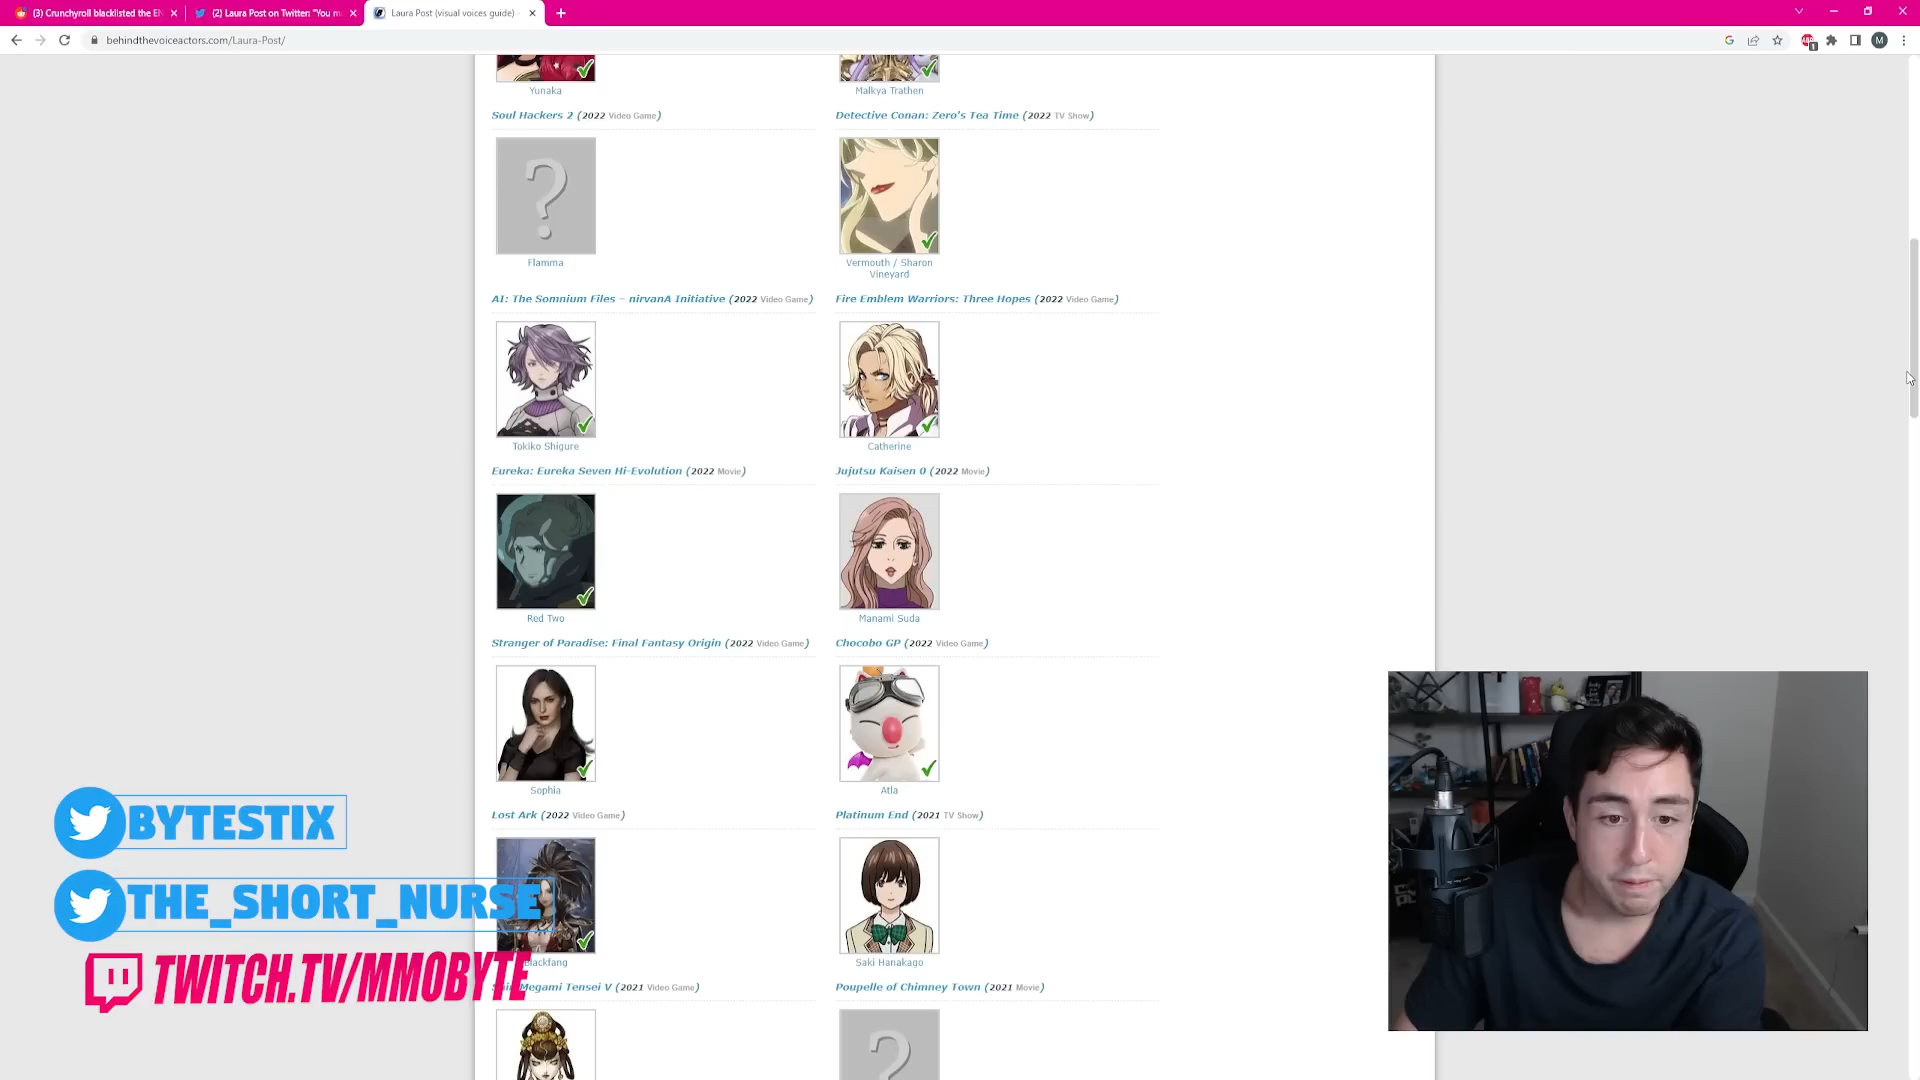 (3) Crunchyroll blacklisted the EN
(2) Laura Post on Twitter: "You m
Laura Post (visual voices guide) -
behindthevoiceactors.com/Laura-Post/
M
Yunaka
Malkya Trathen
Soul Hackers 2 (2022 Video Game)
Detective Conan: Zero's Tea Time (2022 TV Show)
Flamma
Vermouth / Sharon
Vineyard
AI: The Somnium Files – nirvanA Initiative (2022 Video Game)
Fire Emblem Warriors: Three Hopes (2022 Video Game)
Tokiko Shigure
Catherine
Eureka: Eureka Seven Hi-Evolution (2022 Movie)
Jujutsu Kaisen 0 (2022 Movie)
Red Two
Manami Suda
Stranger of Paradise: Final Fantasy Origin (2022 Video Game)
Chocobo GP (2022 Video Game)
Sophia
Atla
Lost Ark (2022 Video Game)
Platinum End (2021 TV Show)
BYTESTIX
THE_SHORT_NURSE
Blackfang
Saki Hanakago
TWITCH.TV/MMOBYTE
Megami Tensei V (2021 Video Game)
Poupelle of Chimney Town (2021 Movie)